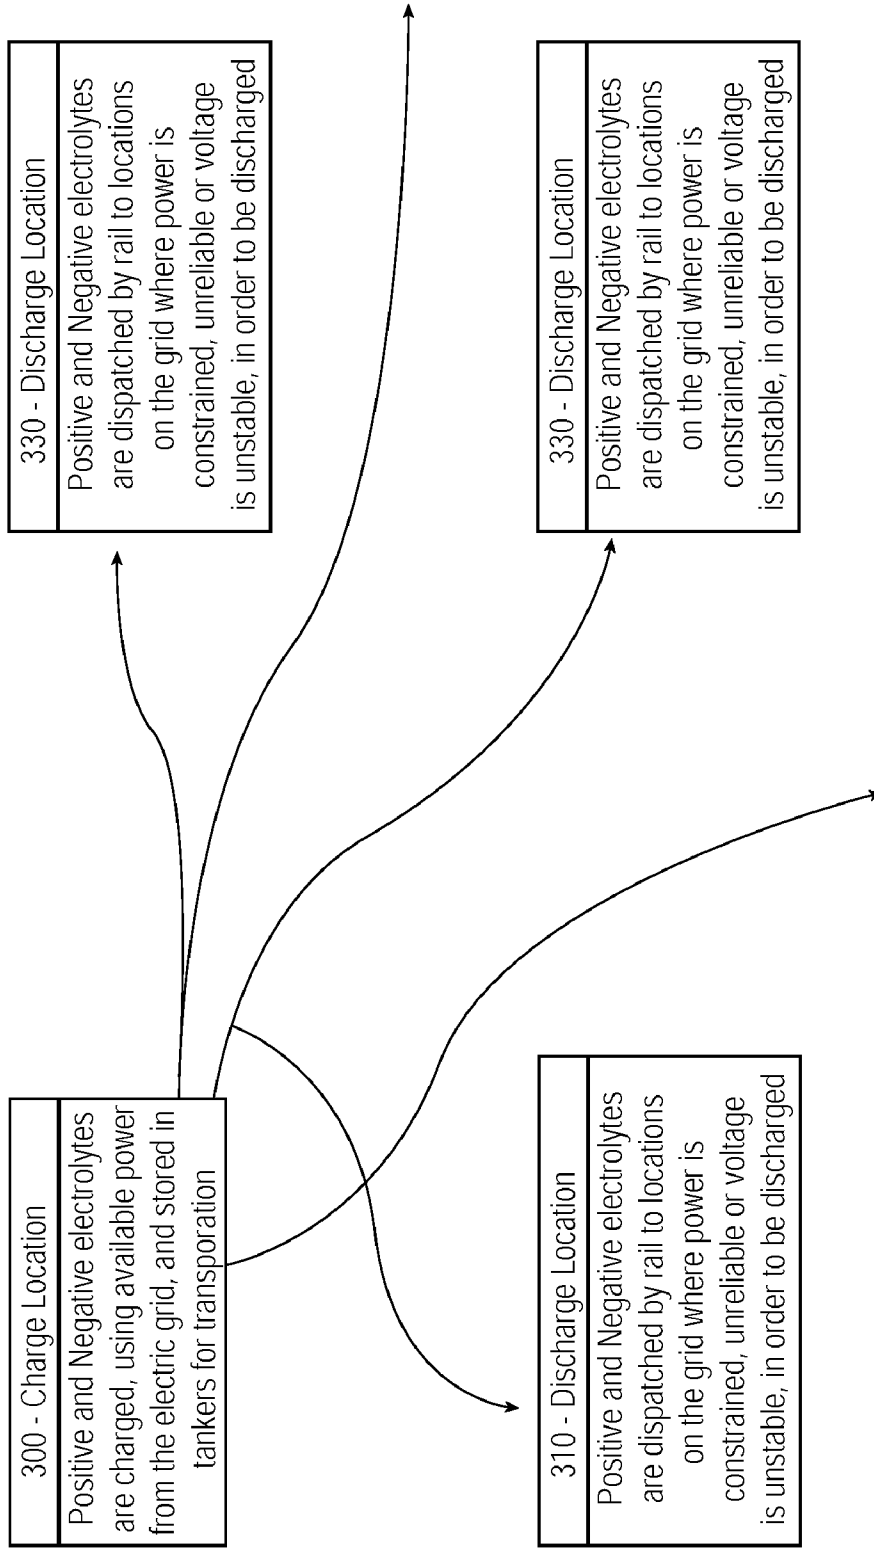 300 - Charge Location
Positive and Negative electrolytes
are charged, using available power
from the electric grid, and stored in
tankers for transporation
330 - Discharge Location
Positive and Negative electrolytes
are dispatched by rail to locations
on the grid where power is
constrained, unreliable or voltage
is unstable, in order to be discharged
310 - Discharge Location
Positive and Negative electrolytes
are dispatched by rail to locations
on the grid where power is
constrained, unreliable or voltage
is unstable, in order to be discharged
330 - Discharge Location
Positive and Negative electrolytes
are dispatched by rail to locations
on the grid where power is
constrained, unreliable or voltage
is unstable, in order to be discharged